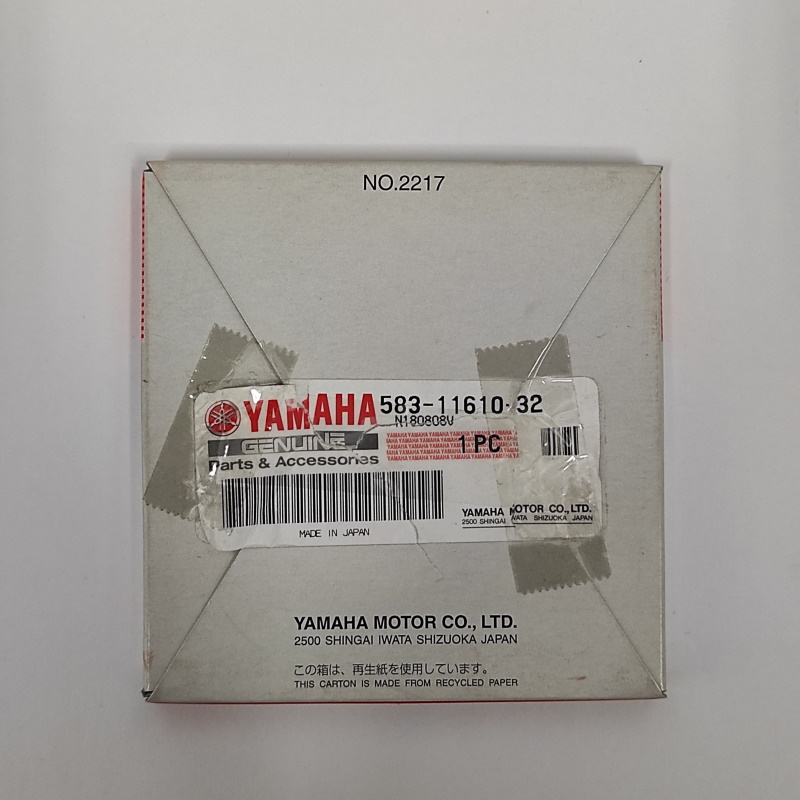 NO.2217
YAMAHA 583-11610-32
N180808V
GENUINE
Parts & Accessories
1 PC
YAMAHA MOTOR CO., LTD.
2500 SHINGAI IWATA SHIZUOKA JAPAN
MADE IN JAPAN
YAMAHA MOTOR CO., LTD.
2500 SHINGAI IWATA SHIZUOKA JAPAN
この箱は、再生紙を使用しています。
THIS CARTON IS MADE FROM RECYCLED PAPER